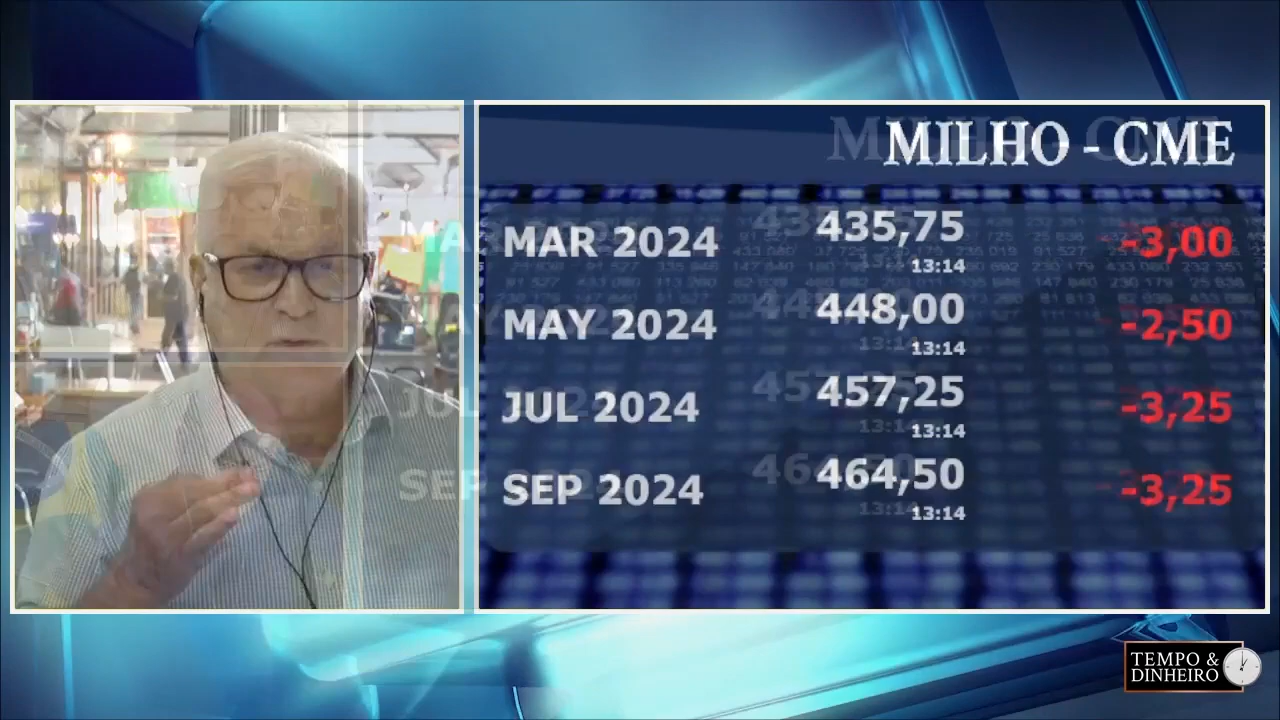 MILHO - CME
MAR 2024 435,75 -3,00
13:14
MAY 2024 448,00 -2,50
13:14
JUL 2024 457,25 -3,25
13:14
SEP 2024 464,50 -3,25
13:14
TEMPO &
DINHEIRO